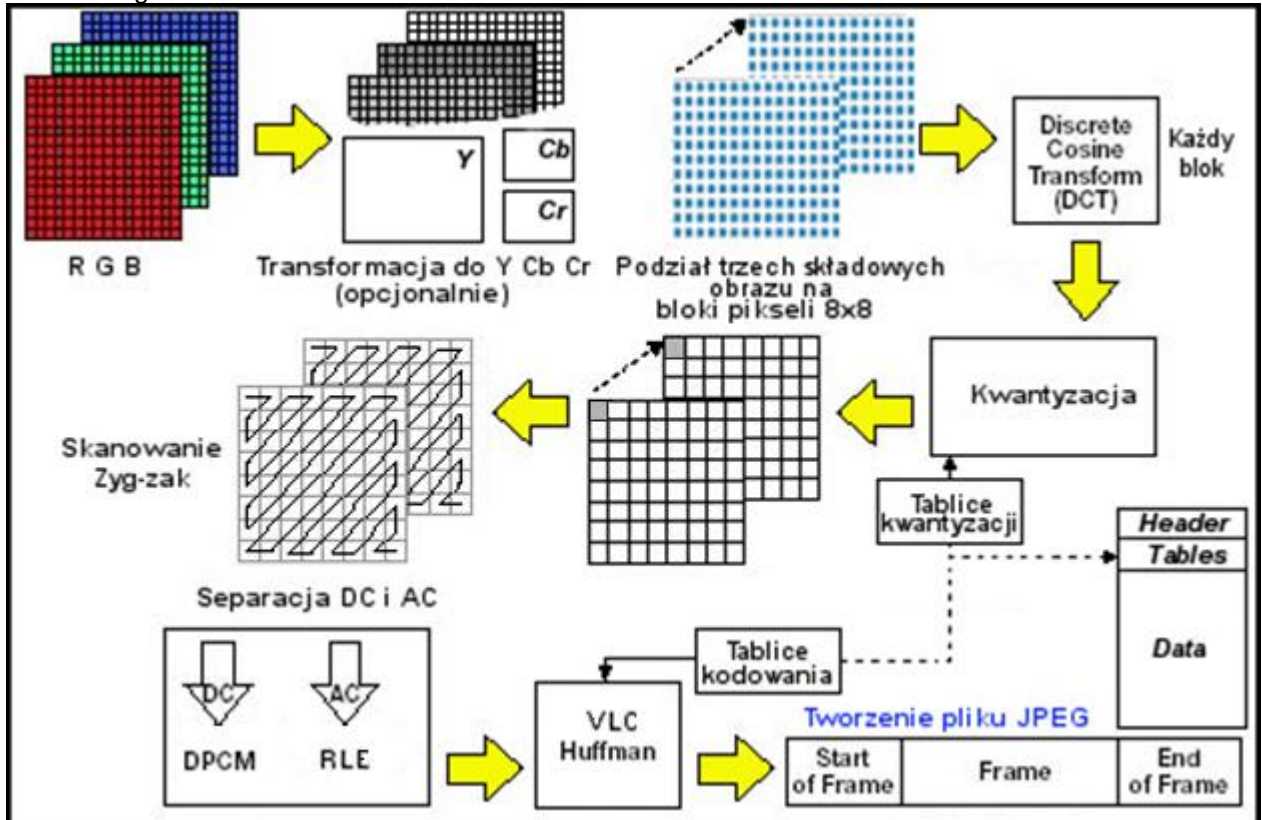 Y
Cb
Cr
R G B
Transformacja do Y Cb Cr
(opcjonalnie)
Podział trzech składowych
obrazu na
bloki pikseli 8x8
Discrete
Cosine
Transform
(DCT)
Każdy
blok
Kwantyzacja
Tablice
kwantyzacji
Skanowanie
Zyg-zak
Separacja DC i AC
DC
AC
DPCM
RLE
VLC
Huffman
Tablice
kodowania
Header
Tables
Data
Tworzenie pliku JPEG
Start
of Frame
Frame
End
of Frame